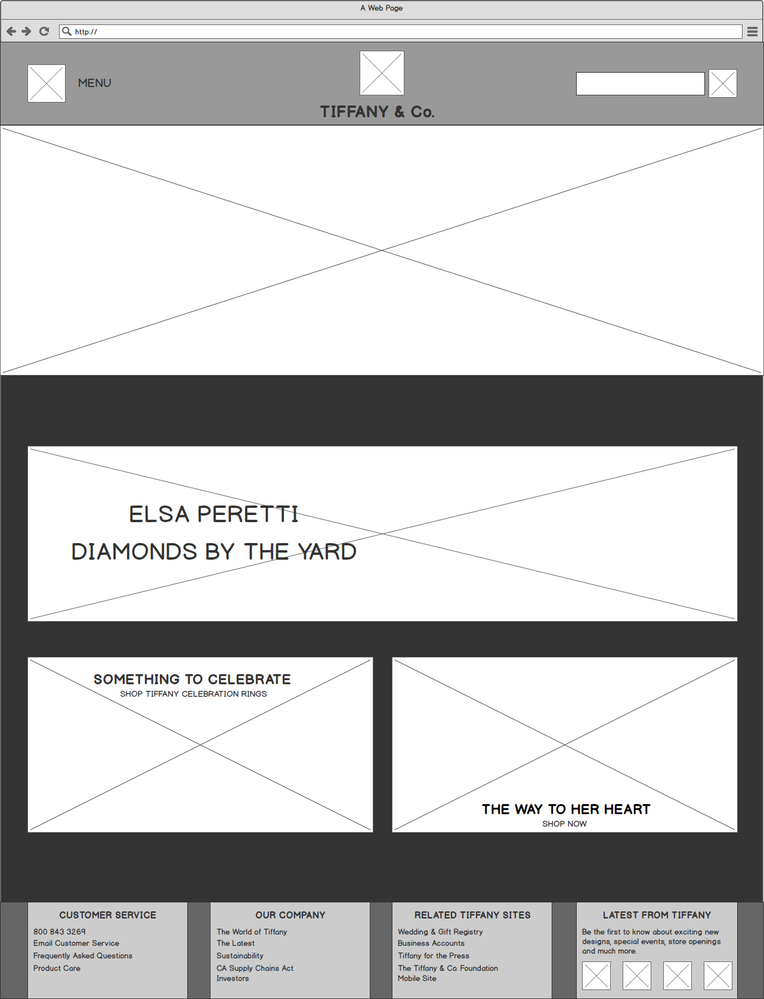 A Web Page
http://
MENU
TIFFANY & Co.
ELSA PERETTI
DIAMONDS BY THE YARD
SOMETHING TO CELEBRATE
SHOP TIFFANY CELEBRATION RINGS
THE WAY TO HER HEART
SHOP NOW
CUSTOMER SERVICE
800 843 3269
Email Customer Service
Frequently Asked Questions
Product Care
OUR COMPANY
The World of Tiffany
The Latest
Sustainability
CA Supply Chains Act
Investors
RELATED TIFFANY SITES
Wedding & Gift Registry
Business Accounts
Tiffany for the Press
The Tiffany & Co. Foundation
Mobile Site
LATEST FROM TIFFANY
Be the first to know about exciting new
designs, special events, store openings
and much more.